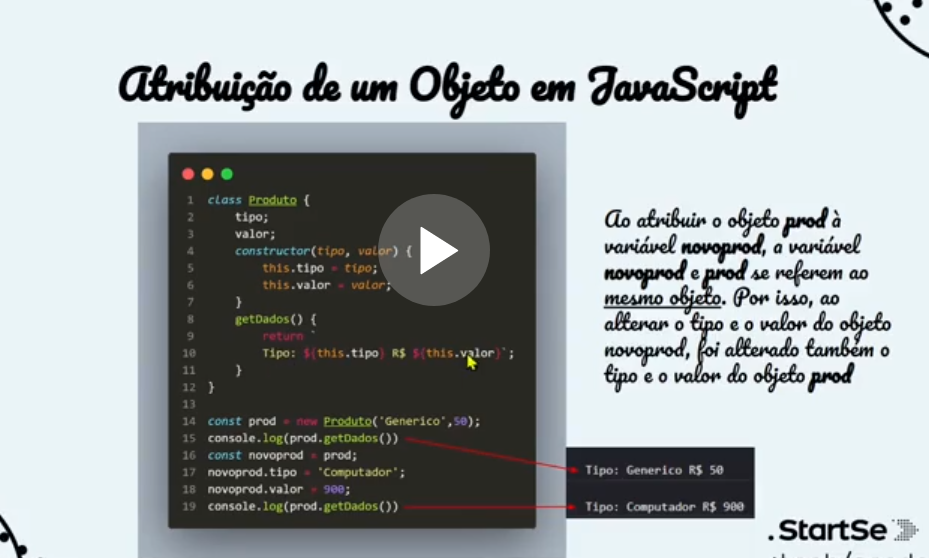 Atribuição de um Objeto em JavaScript
1 class Produto {
2 tipo;
3 valor;
4 constructor(tipo, valor) {
5 this.tipo = tipo;
6 this.valor = valor;
7 }
8 getDados() {
9 return `
10 Tipo: ${this.tipo} R$ ${this.valor}`;
11 }
12 }
13
14 const prod = new Produto('Generico',50);
15 console.log(prod.getDados())
16 const novoprod = prod;
17 novoprod.tipo = 'Computador';
18 novoprod.valor = 900;
19 console.log(prod.getDados())
Ao atribuir o objeto prod à
variável novoprod, a variável
novoprod e prod se referem ao
mesmo objeto. Por isso, ao
alterar o tipo e o valor do objeto
novoprod, foi alterado também o
tipo e o valor do objeto prod
Tipo: Generico R$ 50
Tipo: Computador R$ 900
.StartSe